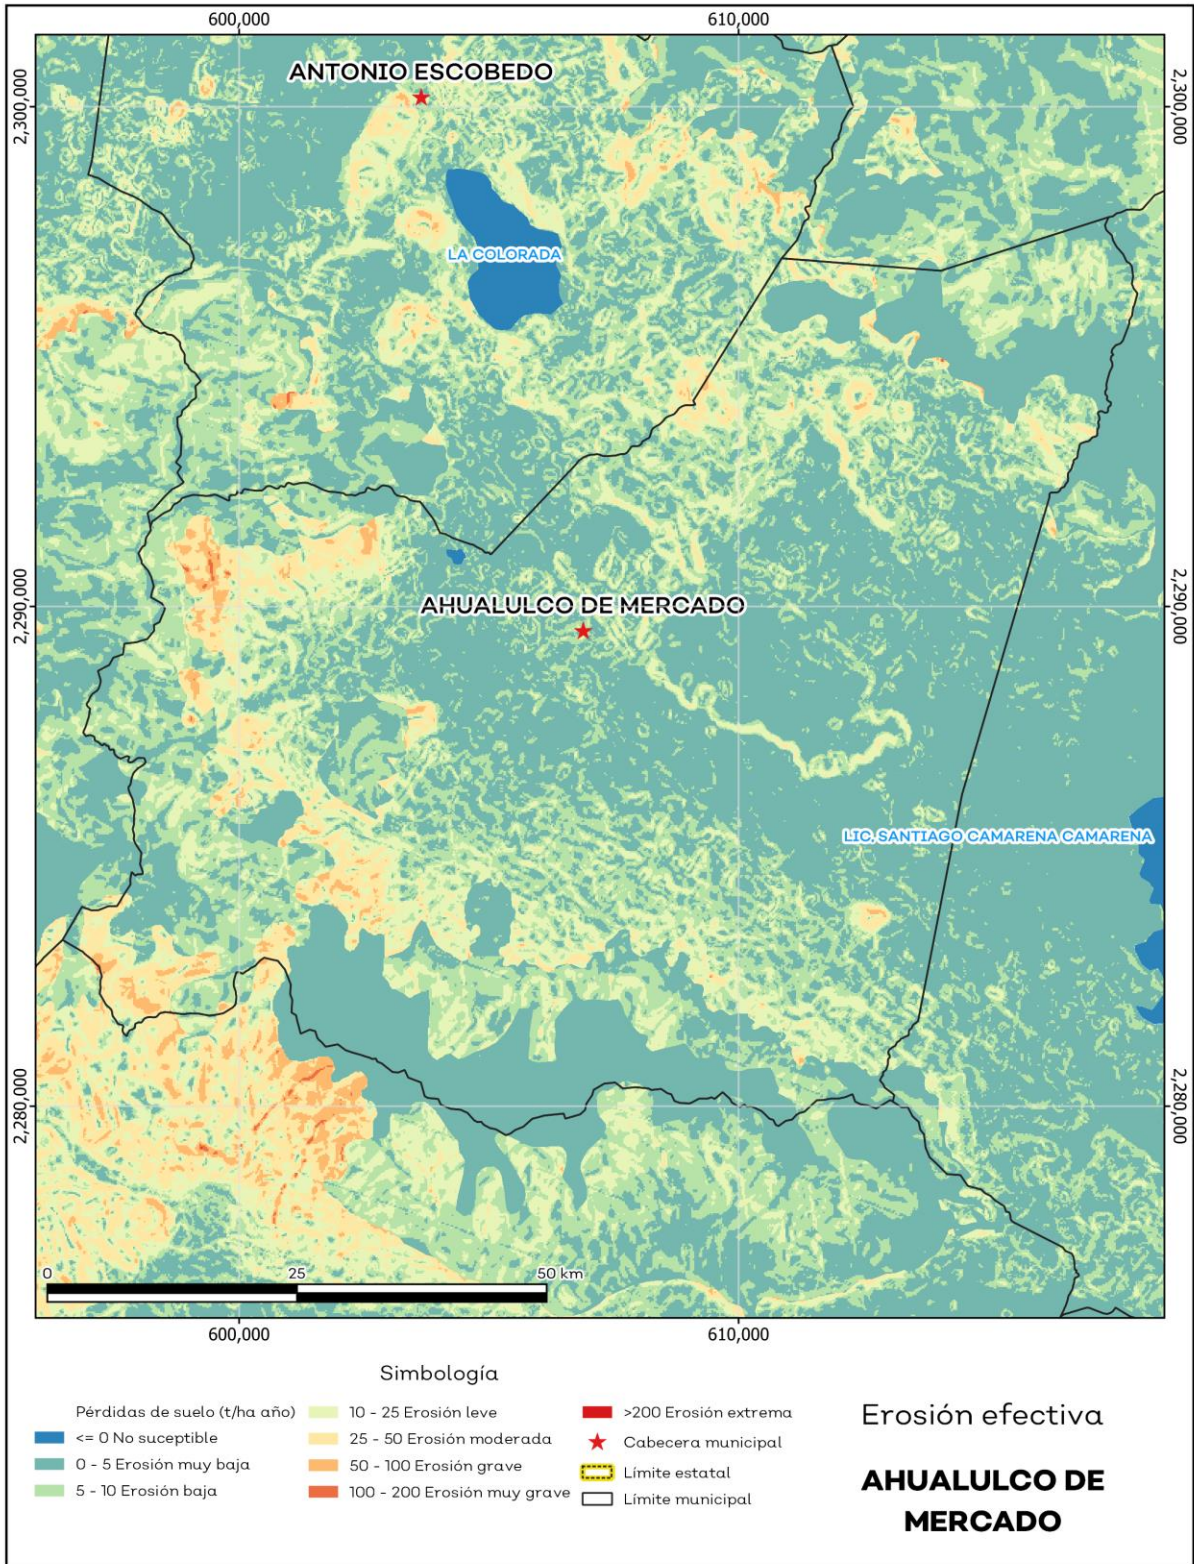 600,000
610,000
ANTONIO ESCOBEDO
2,300,000
2,300,000
LA COLORADA
2,290,000
2,290,000
AHUALULCO DE MERCADO
LIC. SANTIAGO CAMARENA CAMARENA
2,280,000
2,280,000
0
25
50 km
600,000
610,000
Simbología
Pérdidas de suelo (t/ha año)
<= 0 No suceptible
0 - 5 Erosión muy baja
5 - 10 Erosión baja
10 - 25 Erosión leve
25 - 50 Erosión moderada
50 - 100 Erosión grave
100 - 200 Erosión muy grave
>200 Erosión extrema
Cabecera municipal
Límite estatal
Límite municipal
Erosión efectiva
AHUALULCO DE
MERCADO